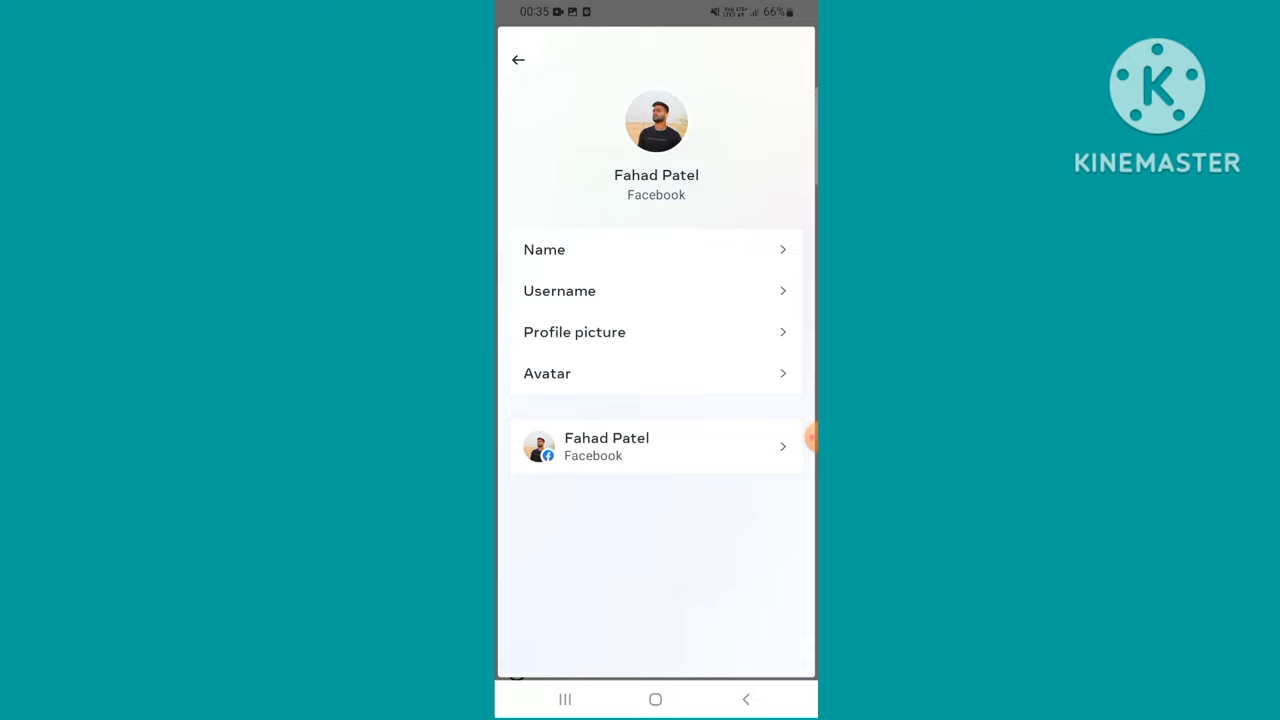 00:35
66%
Fahad Patel
Facebook
Name
Username
Profile picture
Avatar
Fahad Patel
Facebook
K
KINEMASTER